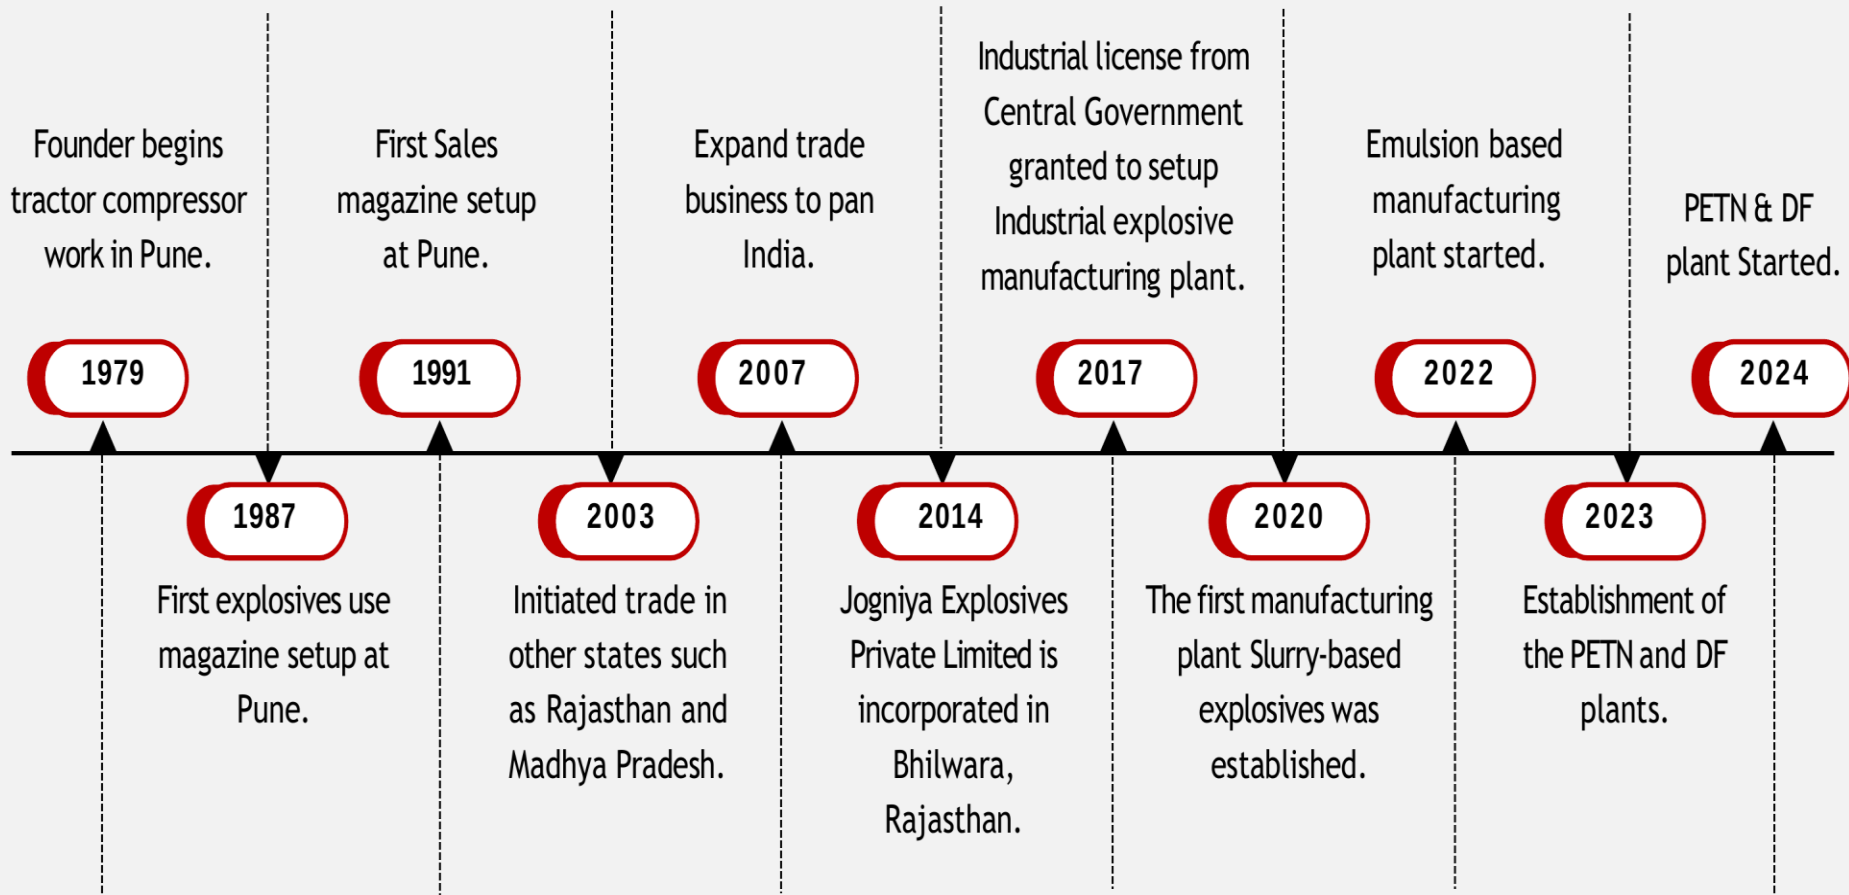 Founder begins
tractor compressor
work in Pune.
1979
First explosives use
magazine setup at
Pune.
1987
First Sales
magazine setup
at Pune.
1991
Initiated trade in
other states such
as Rajasthan and
Madhya Pradesh.
2003
Expand trade
business to pan
India.
2007
Jogniya Explosives
Private Limited is
incorporated in
Bhilwara,
Rajasthan.
2014
Industrial license from
Central Government
granted to setup
Industrial explosive
manufacturing plant.
2017
The first manufacturing
plant Slurry-based
explosives was
established.
2020
Emulsion based
manufacturing
plant started.
2022
Establishment of
the PETN and DF
plants.
2023
PETN & DF
plant Started.
2024